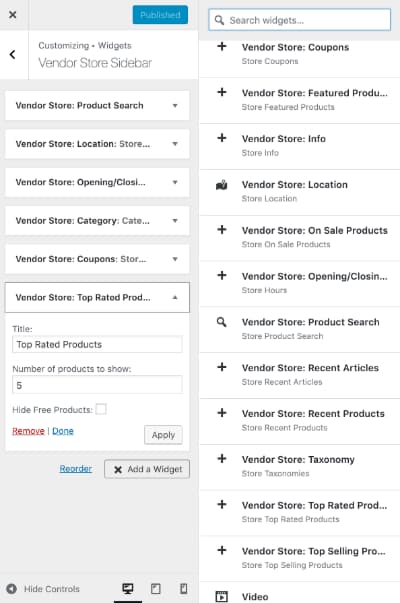 Published
Customizing • Widgets
Vendor Store Sidebar
Vendor Store: Product Search
Vendor Store: Location: Store...
Vendor Store: Opening/Closi...
Vendor Store: Category: Cate...
Vendor Store: Coupons: Stor...
Vendor Store: Top Rated Prod...
Title:
Top Rated Products
Number of products to show:
5
Hide Free Products:
Remove | Done
Apply
Reorder
Add a Widget
Hide Controls
Search widgets...
Vendor Store: Coupons
Store Coupons
Vendor Store: Featured Produ...
Store Featured Products
Vendor Store: Info
Store Info
Vendor Store: Location
Store Location
Vendor Store: On Sale Products
Store On Sale Products
Vendor Store: Opening/Closin...
Store Hours
Vendor Store: Product Search
Store Product Search
Vendor Store: Recent Articles
Store Recent Articles
Vendor Store: Recent Products
Store Recent Products
Vendor Store: Taxonomy
Store Taxonomies
Vendor Store: Top Rated Prod...
Store Top Rated Products
Vendor Store: Top Selling Pro...
Store Top Selling Products
Video